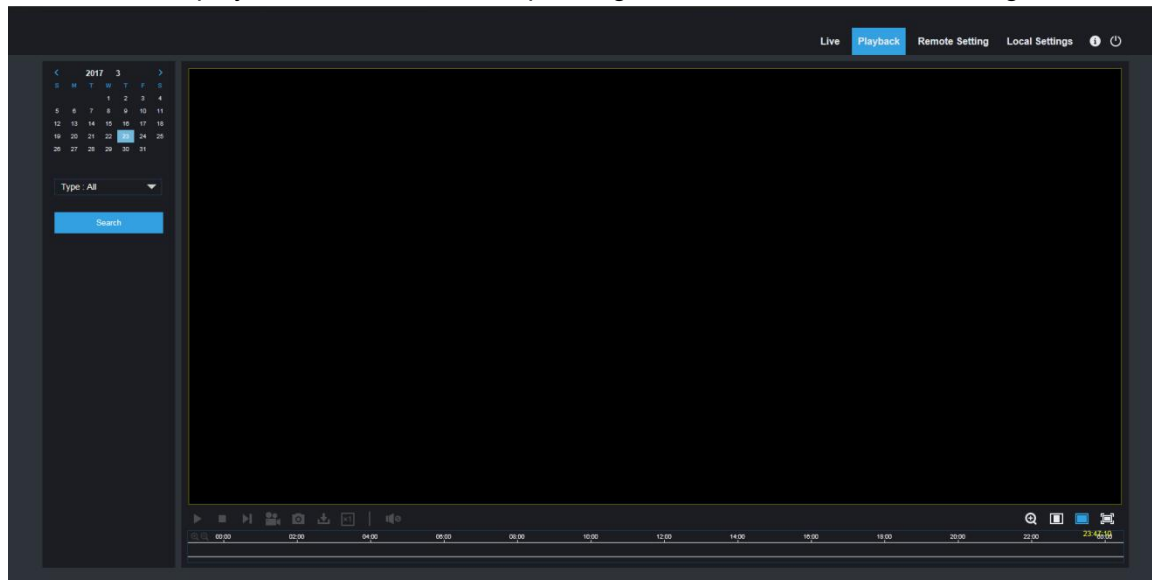 Live Playback Remote Setting Local Settings
2017 3
S M T W T F S
1 2 3 4
5 6 7 8 9 10 11
12 13 14 15 16 17 18
19 20 21 22 23 24 25
26 27 28 29 30 31
Type : All
Search
x1
00:00 02:00 04:00 06:00 08:00 10:00 12:00 14:00 16:00 18:00 20:00 22:00